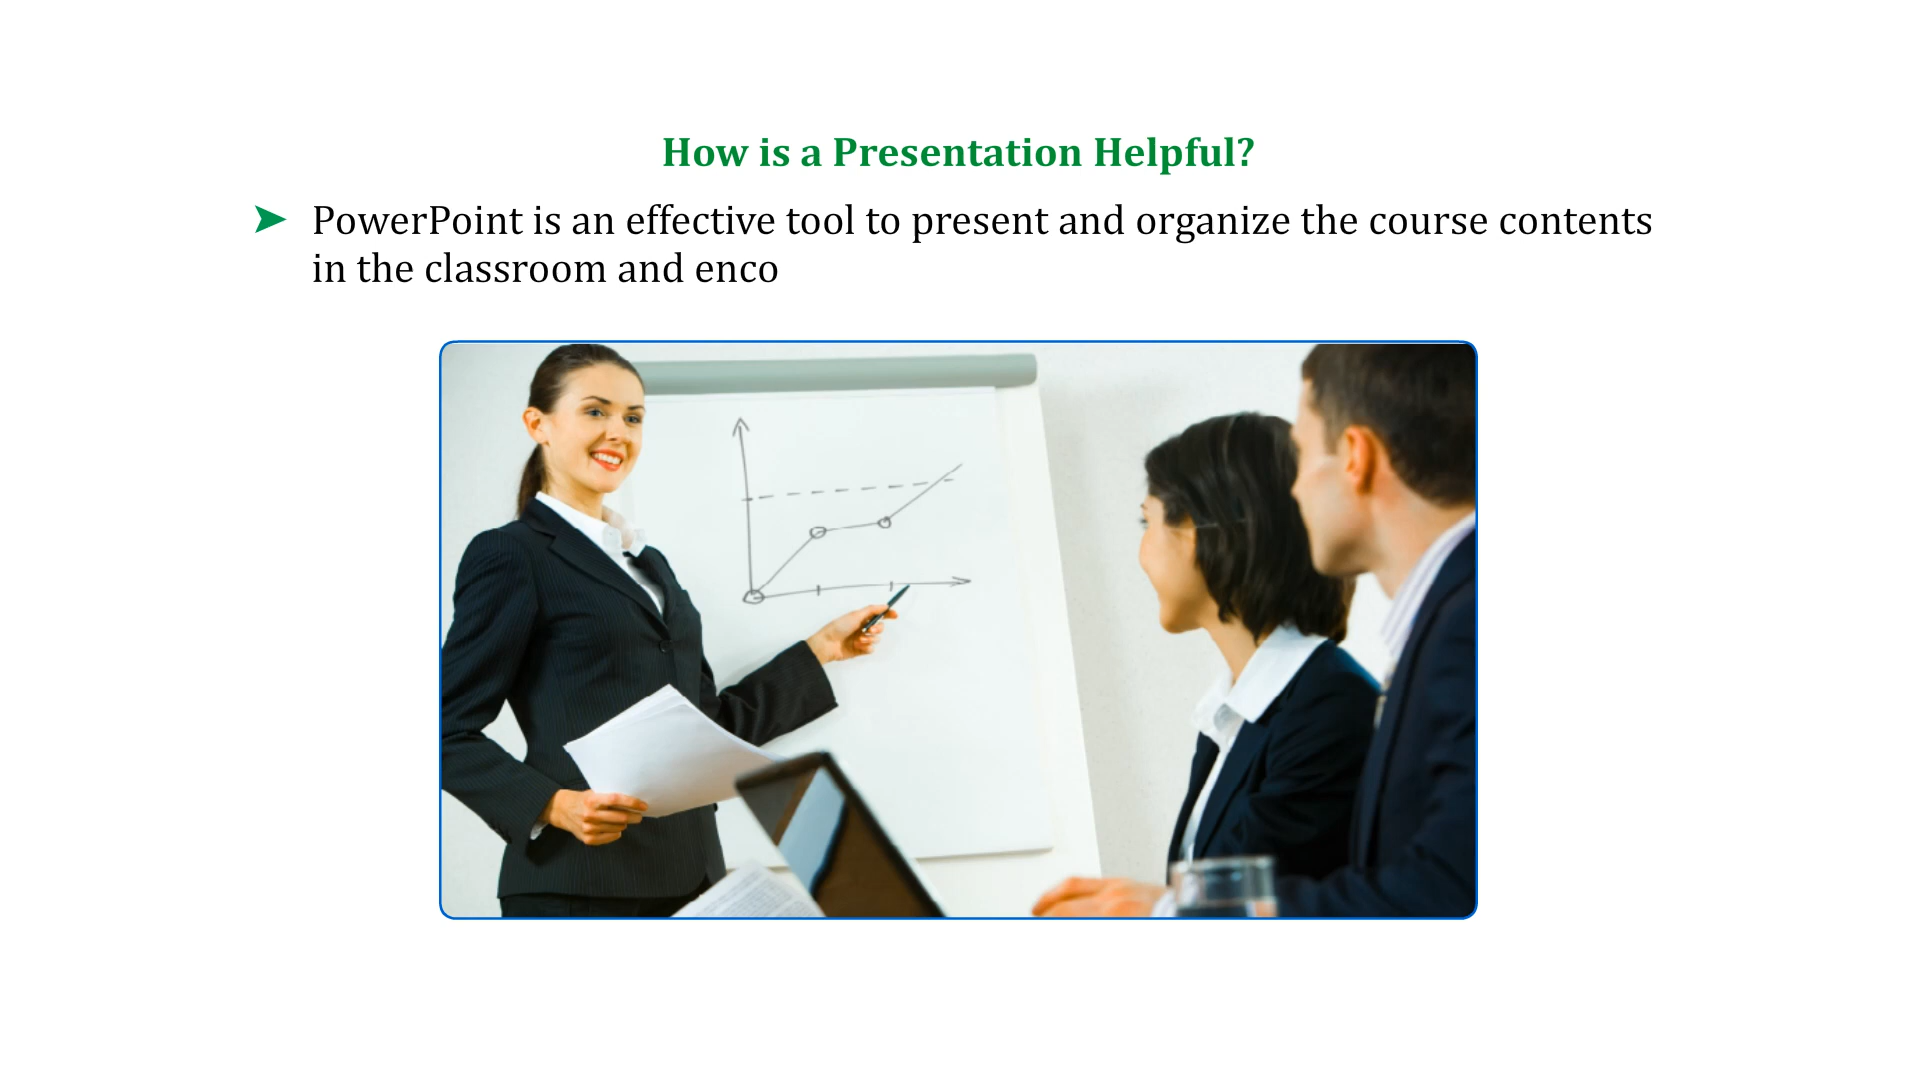 How is a Presentation Helpful?
➤ PowerPoint is an effective tool to present and organize the course contents
in the classroom and enco